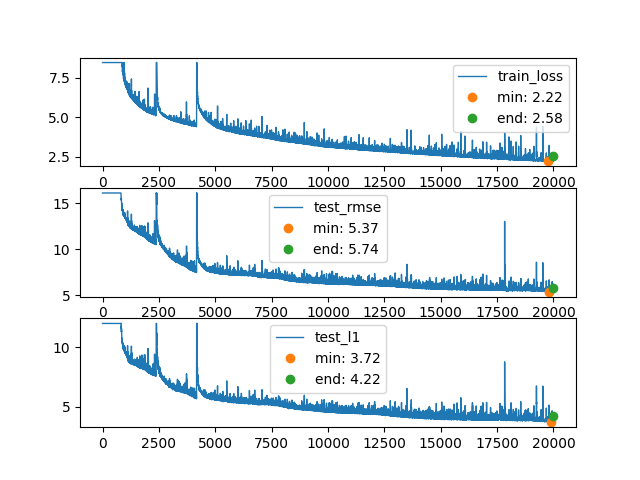 train_loss
min: 2.22
end: 2.58
7.5
5.0
2.5
0 2500 5000 7500 10000 12500 15000 17500 20000
test_rmse
min: 5.37
end: 5.74
15
10
5
0 2500 5000 7500 10000 12500 15000 17500 20000
test_l1
min: 3.72
end: 4.22
10
5
0 2500 5000 7500 10000 12500 15000 17500 20000